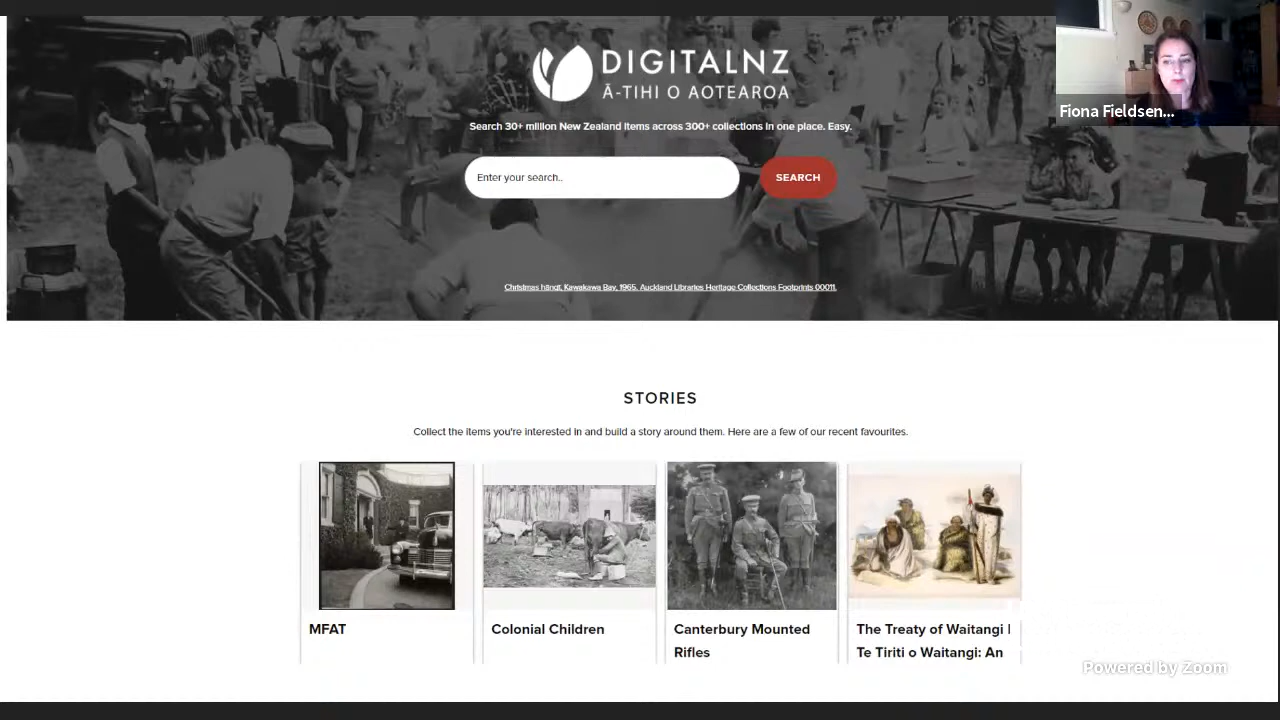 DIGITALNZ
Ā-TIHI O AOTEAROA
Fiona Fieldsen...
Search 30+ million New Zealand items across 300+ collections in one place. Easy.
Enter your search..
SEARCH
Christmas hāngī, Kawakawa Bay, 1965. Auckland Libraries Heritage Collections Footprints 00011.
STORIES
Collect the items you're interested in and build a story around them. Here are a few of our recent favourites.
MFAT
Colonial Children
Canterbury Mounted
Rifles
The Treaty of Waitangi |
Te Tiriti o Waitangi: An
Powered by Zoom